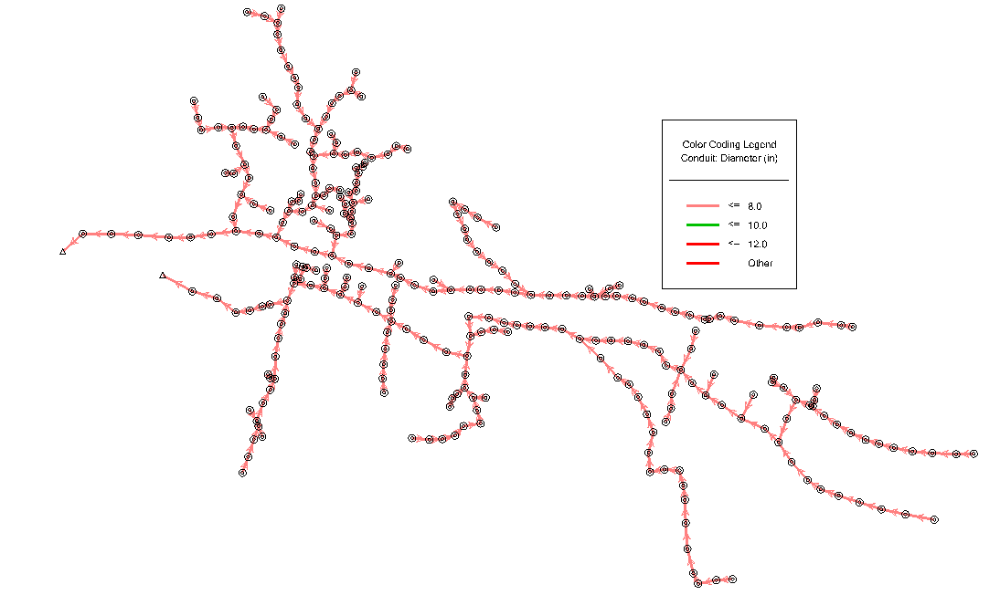 Color Coding Legend
Conduit: Diameter (in)
<= 8.0
<= 10.0
<= 12.0
Other